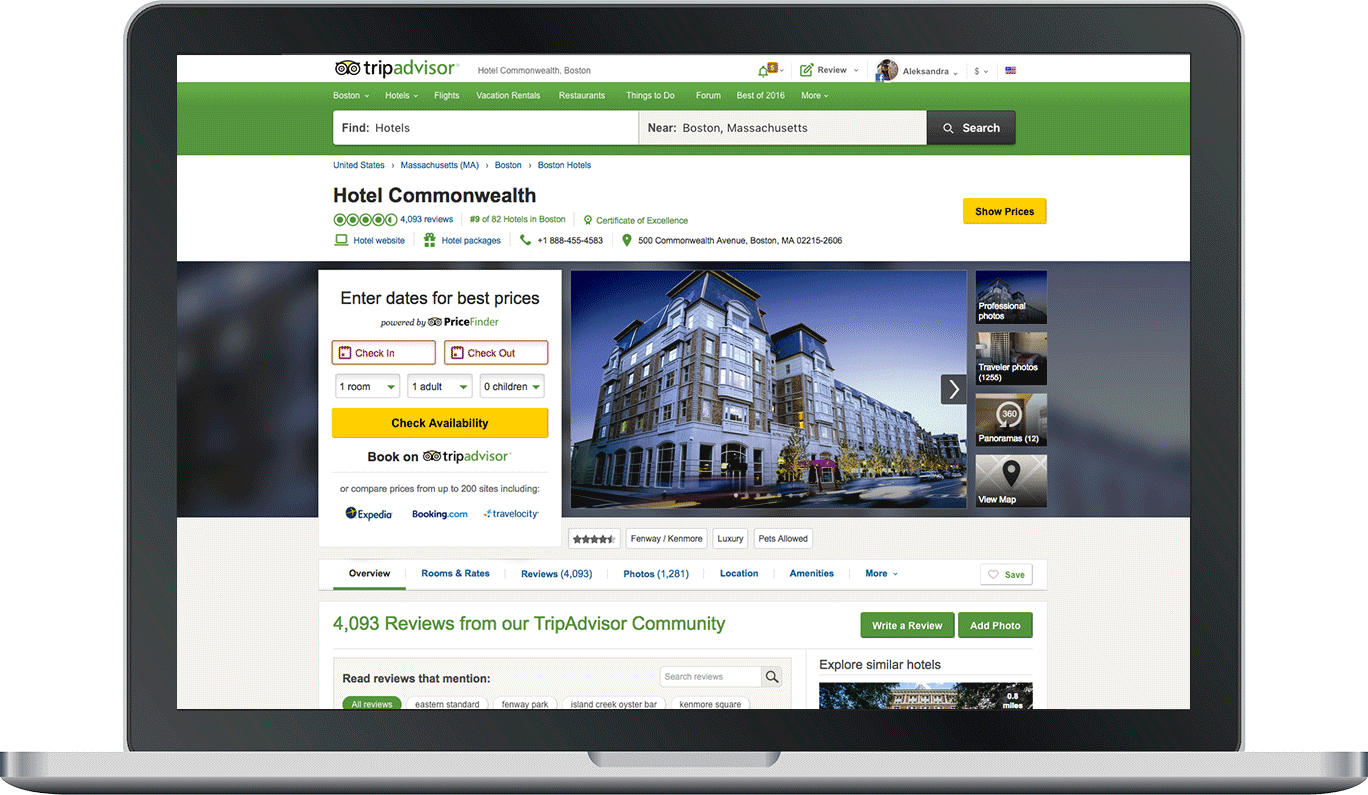 tripadvisor Hotel Commonwealth, Boston 5 Review Aleksandra $
Boston Hotels Flights Vacation Rentals Restaurants Things to Do Forum Best of 2016 More
Find: Hotels Near: Boston, Massachusetts Search
United States › Massachusetts (MA) › Boston › Boston Hotels
Hotel Commonwealth
Show Prices
4,093 reviews #9 of 82 Hotels in Boston Certificate of Excellence
Hotel website Hotel packages +1 888-455-4583 500 Commonwealth Avenue, Boston, MA 02215-2606
Enter dates for best prices
powered by PriceFinder
Check In Check Out
1 room 1 adult 0 children
Check Availability
Book on tripadvisor
or compare prices from up to 200 sites including:
Expedia Booking.com travelocity
Professional
photos
Traveler photos
(1255)
360
Panoramas (12)
View Map
Fenway / Kenmore Luxury Pets Allowed
Overview Rooms & Rates Reviews (4,093) Photos (1,281) Location Amenities More Save
4,093 Reviews from our TripAdvisor Community Write a Review Add Photo
Read reviews that mention: Search reviews
All reviews eastern standard fenway park island creek oyster bar kenmore square
Explore similar hotels
0.8
miles